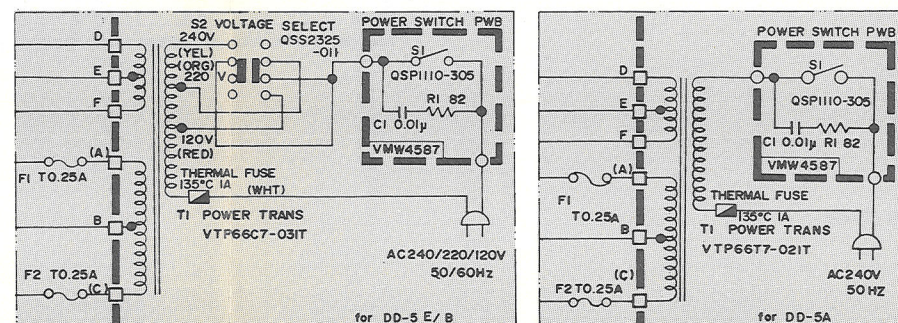 S2 VOLTAGE SELECT
QSS2325
-011
240V
(YEL)
(ORG)
220 V
120V
(RED)
D
E
F
(A)
F1 T0.25A
B
F2 T0.25A
(C)
THERMAL FUSE
135°C 1A
(WHT)
T1 POWER TRANS
VTP66C7-031T
POWER SWITCH PWB
S1
QSP1110-305
R1 82
C1 0.01μ
VMW4587
AC240/220/120V
50/60Hz
for DD-5 E/B
D
E
F
(A)
F1
T0.25A
B
(C)
F2 T0.25A
POWER SWITCH PWB
S1
QSP1110-305
C1 0.01μ R1 82
VMW4587
THERMAL FUSE
135°C 1A
T1 POWER TRANS
VTP66T7-021T
AC240V
50 HZ
for DD-5A